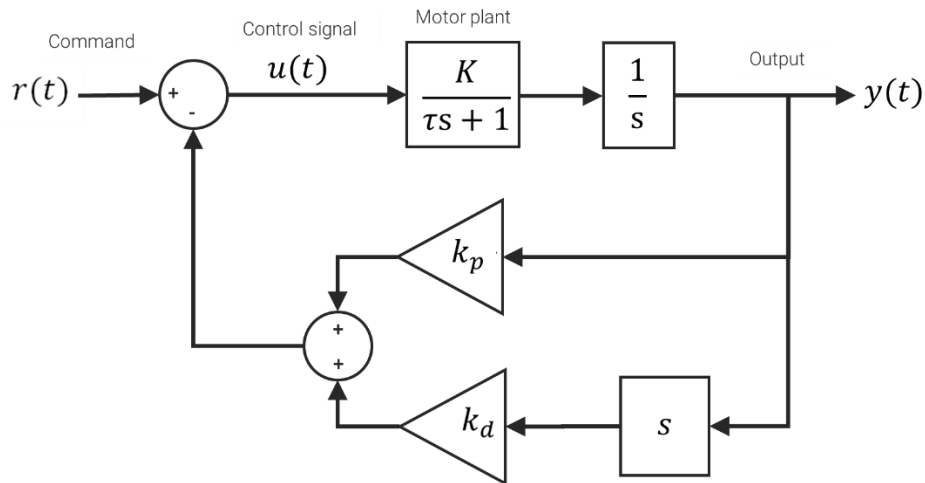 Command
Control signal
Motor plant
Output
r(t)
+
-
u(t)
K
τs + 1
1
s
y(t)
k_p
+
+
k_d
s